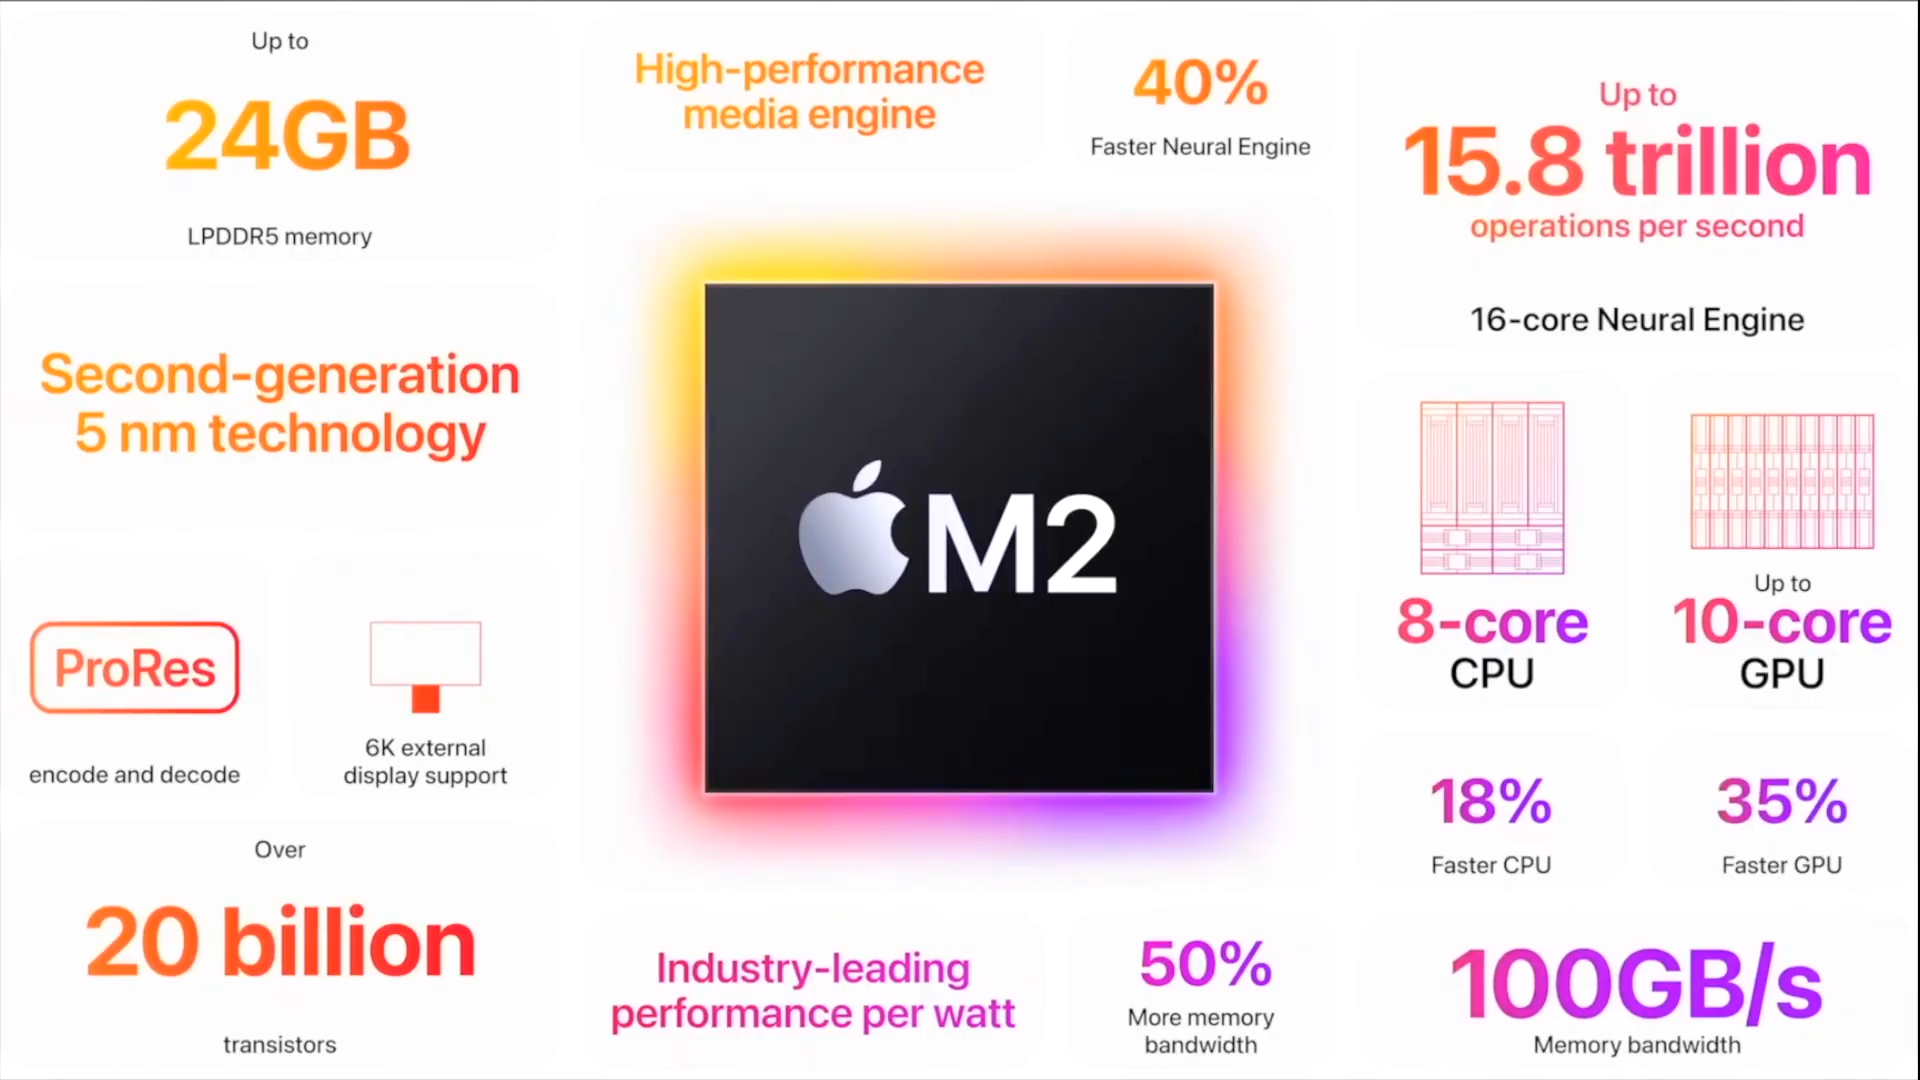 Up to
24GB
LPDDR5 memory
Second-generation
5 nm technology
ProRes
encode and decode
6K external
display support
Over
20 billion
transistors
High-performance
media engine
40%
Faster Neural Engine
M2
Industry-leading
performance per watt
50%
More memory
bandwidth
Up to
15.8 trillion
operations per second
16-core Neural Engine
8-core
CPU
Up to
10-core
GPU
18%
Faster CPU
35%
Faster GPU
100GB/s
Memory bandwidth